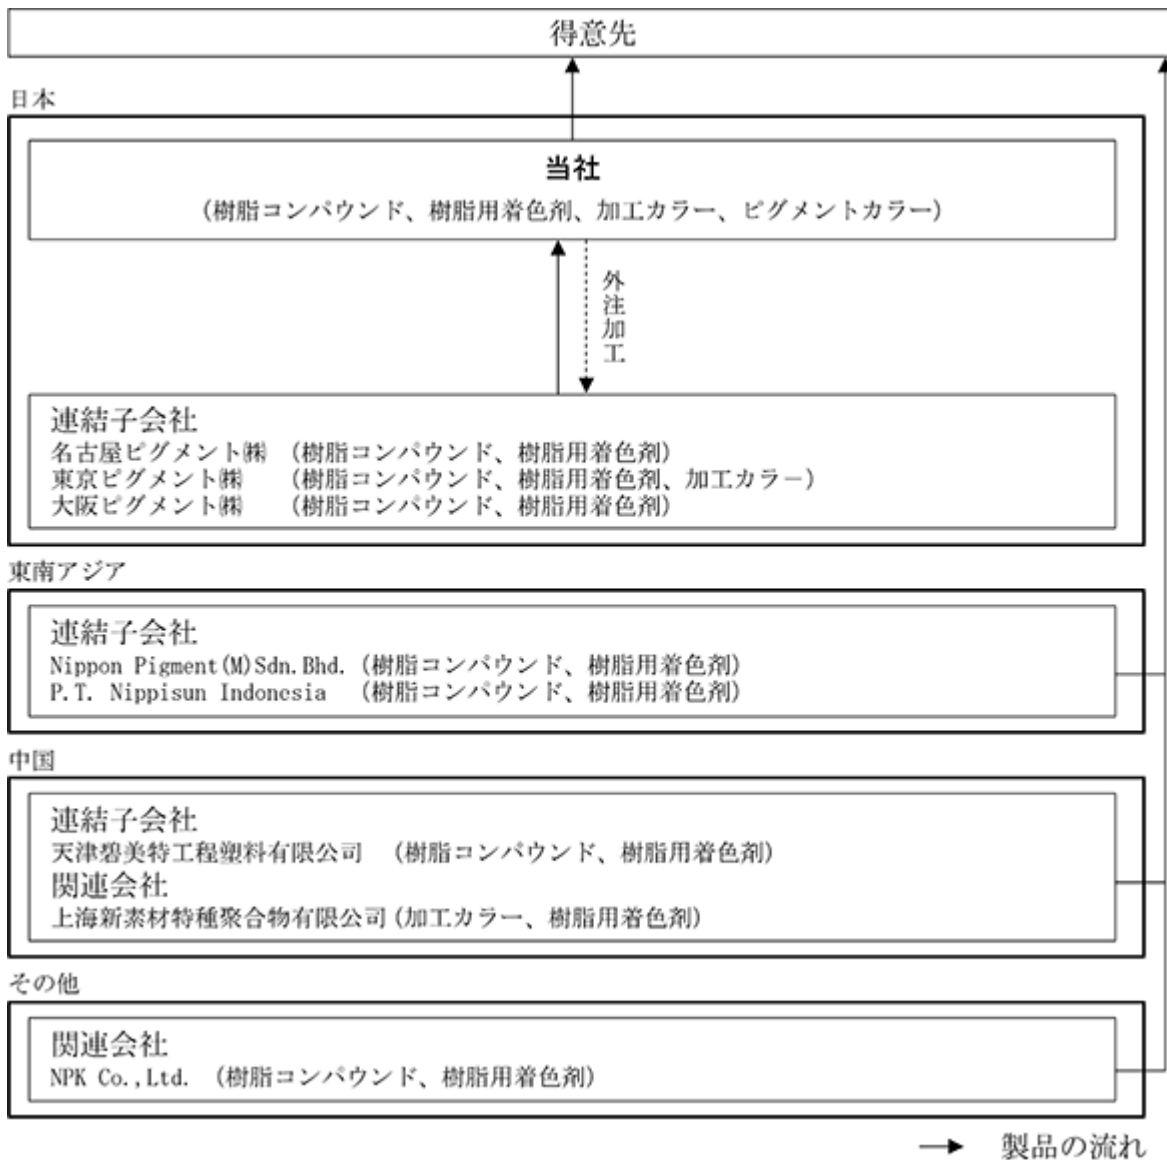 得意先
日本
当社
(樹脂コンパウンド、樹脂用着色剤、加工カラー、ピグメントカラー)
外注加工
連結子会社
名古屋ピグメント㈱ (樹脂コンパウンド、樹脂用着色剤)
東京ピグメント㈱ (樹脂コンパウンド、樹脂用着色剤、加工カラー)
大阪ピグメント㈱ (樹脂コンパウンド、樹脂用着色剤)
東南アジア
連結子会社
Nippon Pigment(M)Sdn.Bhd. (樹脂コンパウンド、樹脂用着色剤)
P.T. Nippisun Indonesia (樹脂コンパウンド、樹脂用着色剤)
中国
連結子会社
天津碧美特工程塑料有限公司 (樹脂コンパウンド、樹脂用着色剤)
関連会社
上海新素材特種聚合物有限公司(加工カラー、樹脂用着色剤)
その他
関連会社
NPK Co.,Ltd. (樹脂コンパウンド、樹脂用着色剤)
→ 製品の流れ